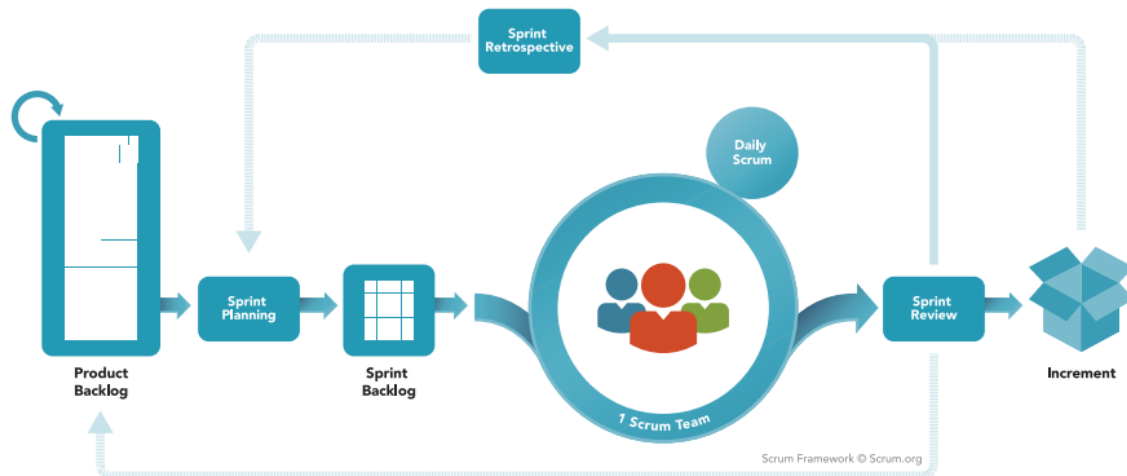 Sprint
Retrospective
Daily
Scrum
Sprint
Planning
Sprint
Review
Product
Backlog
Sprint
Backlog
1 Scrum Team
Increment
Scrum Framework © Scrum.org